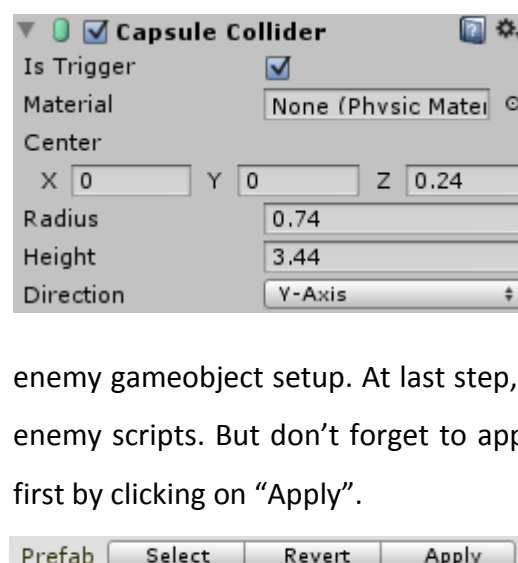 Capsule Collider
Is Trigger
Material None (Physic Mater
Center
X 0 Y 0 Z 0.24
Radius 0.74
Height 3.44
Direction Y-Axis
enemy gameobject setup. At last step,
enemy scripts. But don’t forget to app
first by clicking on “Apply”.
Prefab Select Revert Apply